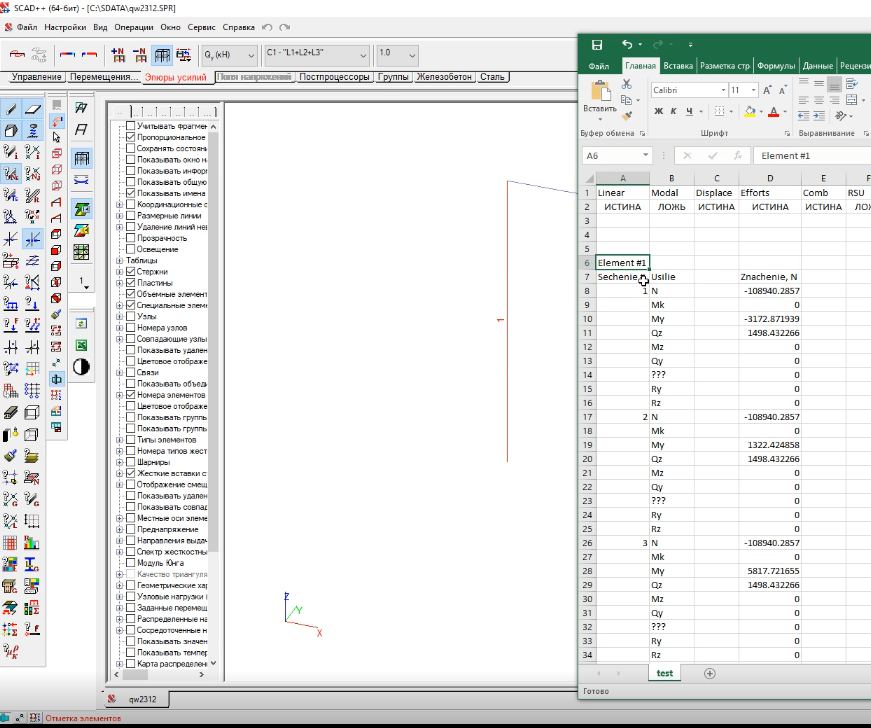 SCAD++ (64-бит) - [C:\SDATA\qw2312.SPR]
Файл Настройки Вид Операции Окно Сервис Справка
Qz (кН) C1 - "L1+L2+L3" 1.0
Управление Перемещения... Эпюры усилий Поля напряжений Постпроцессоры Группы Железобетон Сталь
Учитывать фрагмен
Пропорциональное
Сохранять состояни
Показывать окно н
Показывать инфор
Показывать общую
Показывать имена
Координационные о
Размерные линии
Удаление линий нев
Прозрачность
Освещение
Таблицы
Стержни
Пластины
Объемные элемент
Специальные элеме
Узлы
Номера узлов
Совпадающие узлы
Показывать удален
Цветовое отображе
Связи
Показывать объеди
Номера элементов
Цветовое отображе
Показывать группы
Показывать группы
Типы элементов
Номера типов жест
Шарниры
Жесткие вставки с
Отображение смещ
Показывать удален
Показывать совпад
Местные оси элеме
Преднапряжение
Направления выдач
Спектр жесткостны
Модуль Юнга
Качество триангуля
Геометрические хар
Узловые нагрузки (
Заданные перемещ
Распределенные на
Сосредоточенные н
Показывать значен
Показывать темпер
Карта распределен
1
1
Z
Y
X
qw2312
Отметка элементов
Файл Главная Вставка Разметка стр Формулы Данные Рецензи
Вставить
Calibri 11
Ж К Ч
Буфер обмена Шрифт Выравнивание
A6 Element #1
A B C D E F
1 Linear Modal Displace Efforts Comb RSU
2 ИСТИНА ЛОЖЬ ИСТИНА ИСТИНА ИСТИНА ЛОЖ
3
4
5
6 Element #1
7 Sechenie, Usilie Znachenie, N
8 1 N -108940.2857
9 Mk 0
10 My -3172.871939
11 Qz 1498.432266
12 Mz 0
13 Qy 0
14 ??? 0
15 Ry 0
16 Rz 0
17 2 N -108940.2857
18 Mk 0
19 My 1322.424858
20 Qz 1498.432266
21 Mz 0
22 Qy 0
23 ??? 0
24 Ry 0
25 Rz 0
26 3 N -108940.2857
27 Mk 0
28 My 5817.721655
29 Qz 1498.432266
30 Mz 0
31 Qy 0
32 ??? 0
33 Ry 0
34 Rz 0
test
Готово